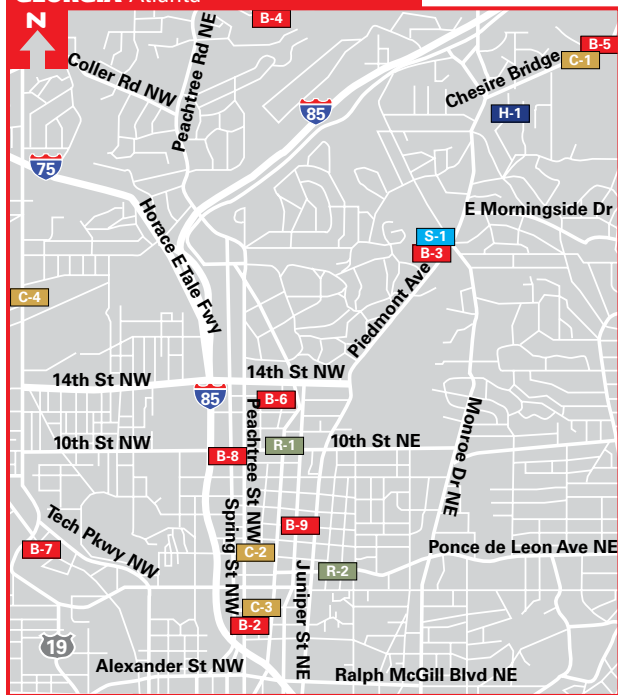 GEORGIA Atlanta
N
B-4
B-5
C-1
Coller Rd NW
Peachtree Rd NE
Chesire Bridge
85
H-1
75
E Morningside Dr
Horace E Tale Fwy
S-1
B-3
C-4
Piedmont Ave
14th St NW
14th St NW
85
B-6
Peachtree St NW
Monroe Dr NE
10th St NW
R-1
10th St NE
B-8
Tech Pkwy NW
Spring St NW
B-9
B-7
C-2
Ponce de Leon Ave NE
Juniper St NE
R-2
C-3
B-2
19
Alexander St NW
Ralph McGill Blvd NE